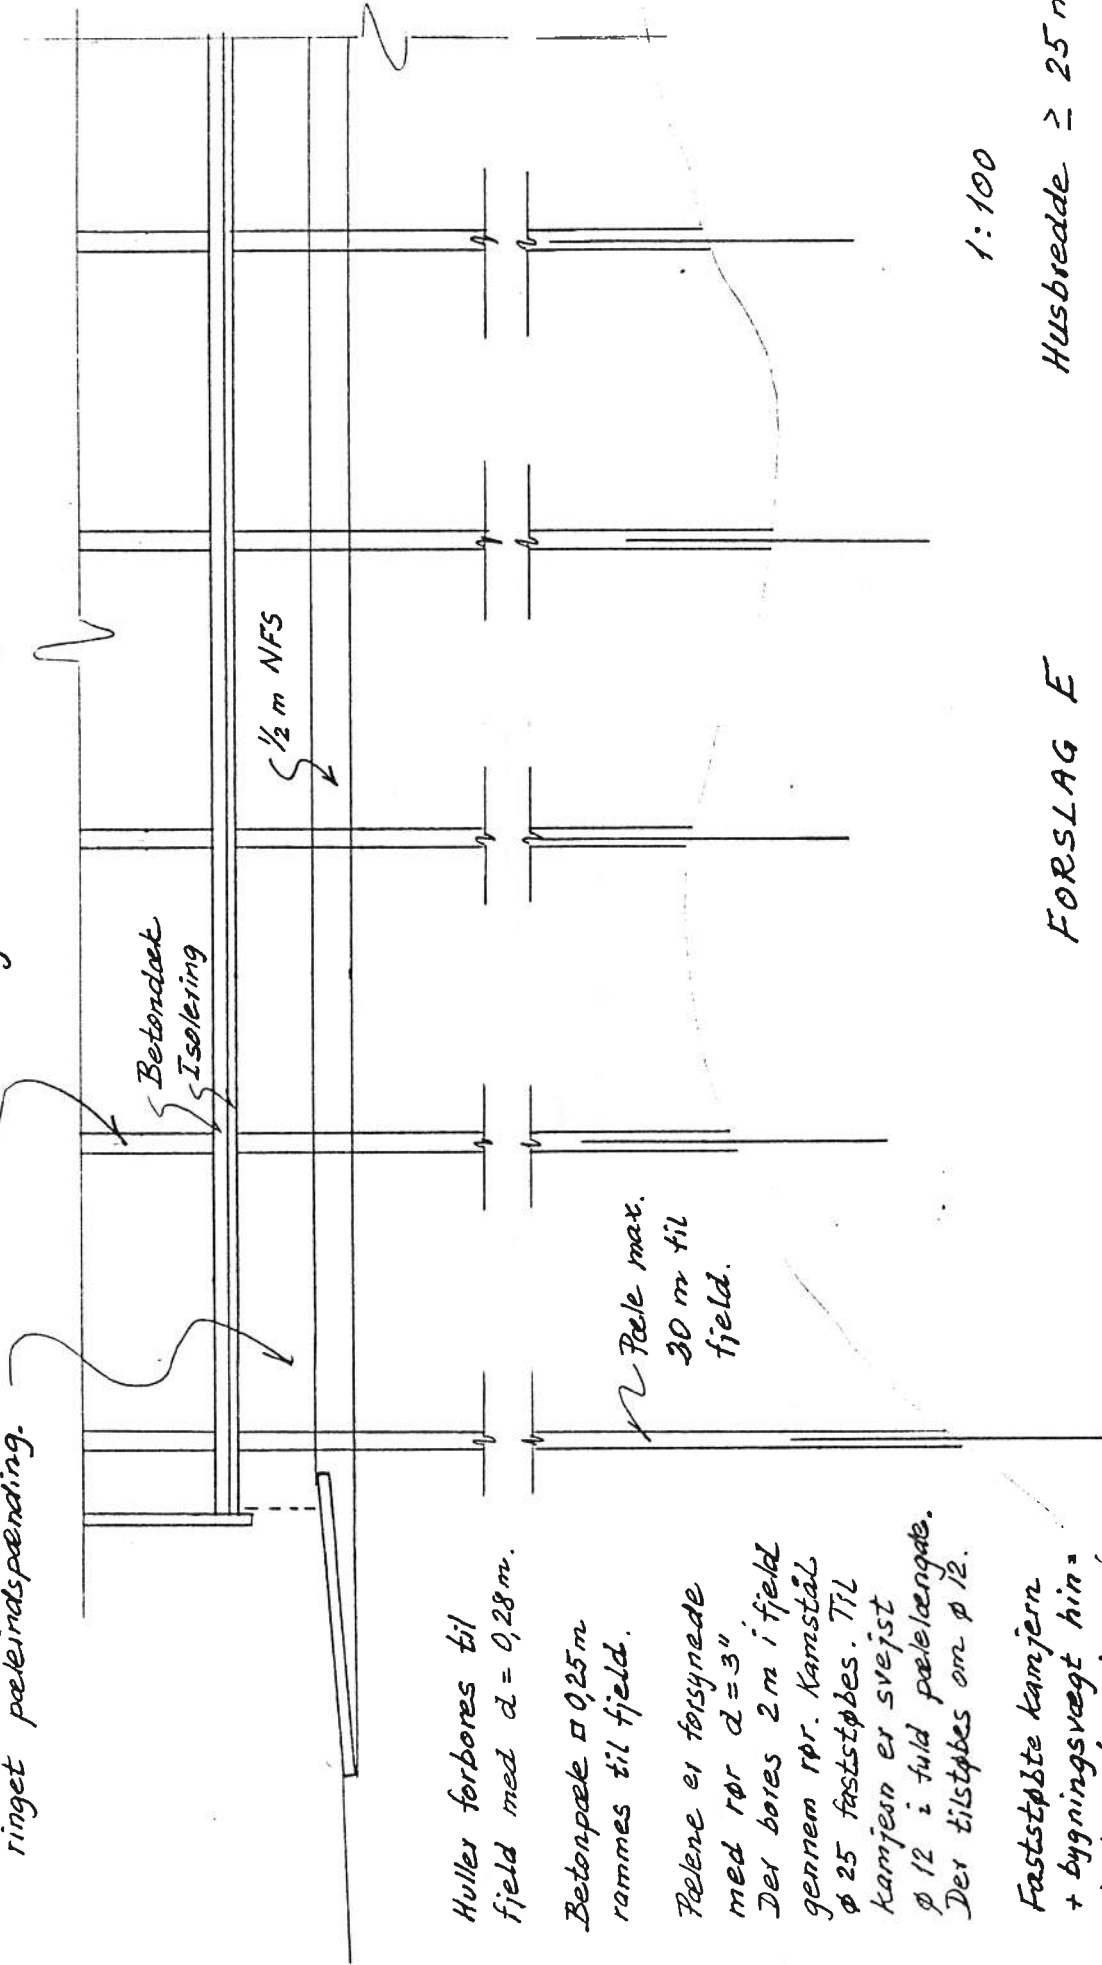 ringet pæleindspænding.
Betondæk
Isolering
½ m NFS
Pæle max.
30 m til
fjeld.
Huller forbores til
fjeld med d = 0,28 m.
Betonpæle ¤ 0,25 m
rammes til fjeld.
Pælene er forsynede
med rør d = 3"
Der bores 2 m i fjeld
gennem rør. Kamstål
ø 25 faststøbes. Til
kamjern er svejst
ø 12 i fuld pælelængde.
Der tilstøbes om ø 12.
Faststøbte kamjern
+ bygningsvægt hin=
FORSLAG E
1:100
Husbredde ≥ 25